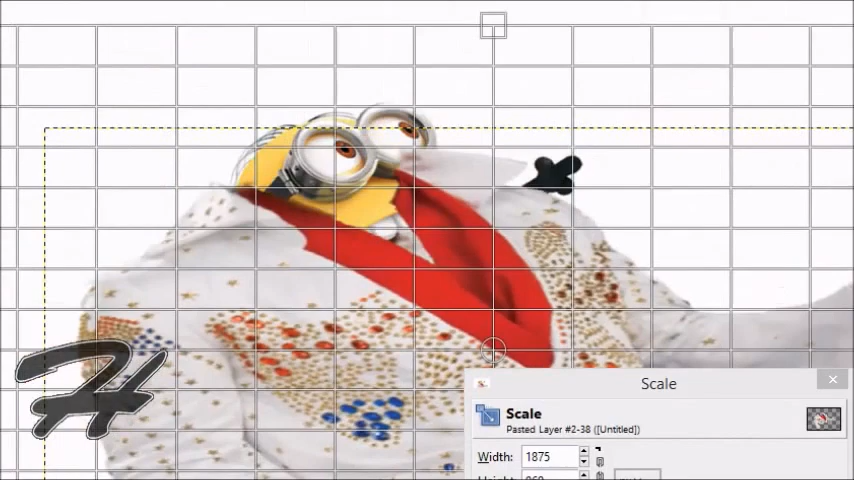 H
Scale
Scale
Pasted Layer #2-38 ([Untitled])
Width: 1875